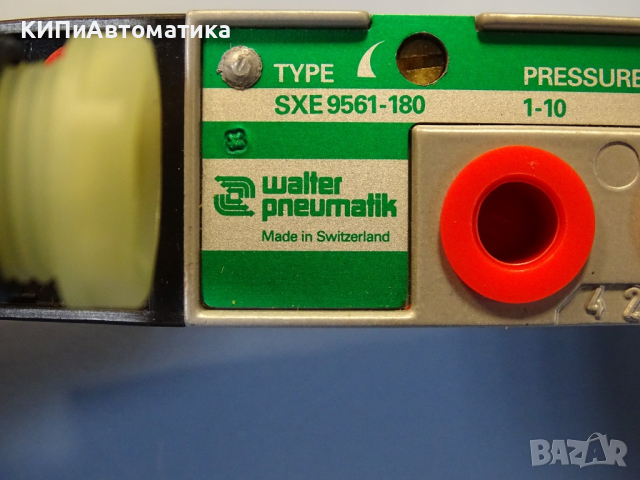 КИПиАвтоматика
TYPE
PRESSURE
SXE 9561-180
1-10
walter
pneumatik
Made in Switzerland
4 2
BAZAR